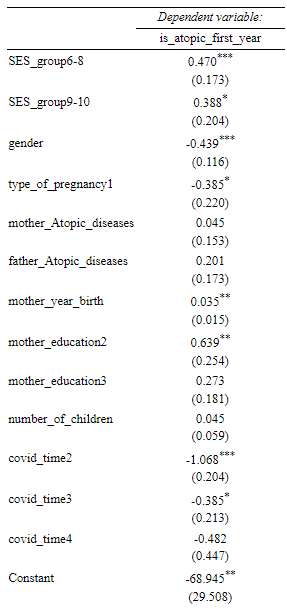 Dependent variable:
is_atopic_first_year
SES_group6-8 0.470***
(0.173)
SES_group9-10 0.388*
(0.204)
gender -0.439***
(0.116)
type_of_pregnancy1 -0.385*
(0.220)
mother_Atopic_diseases 0.045
(0.153)
father_Atopic_diseases 0.201
(0.173)
mother_year_birth 0.035**
(0.015)
mother_education2 0.639**
(0.254)
mother_education3 0.273
(0.181)
number_of_children 0.045
(0.059)
covid_time2 -1.068***
(0.204)
covid_time3 -0.385*
(0.213)
covid_time4 -0.482
(0.447)
Constant -68.945**
(29.508)